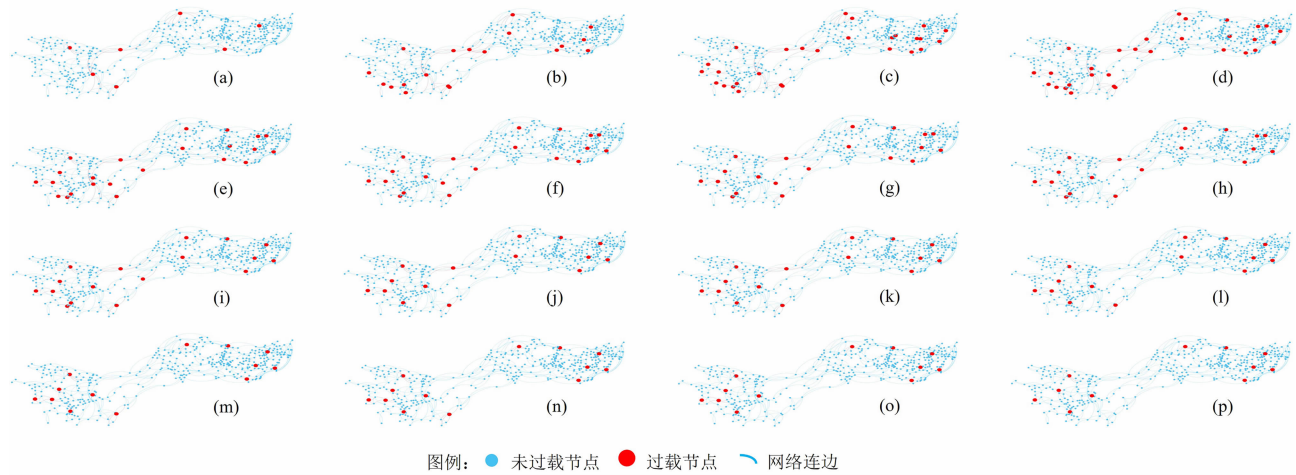 (a) (b) (c) (d)
(e) (f) (g) (h)
(i) (j) (k) (l)
(m) (n) (o) (p)
图例： 未过载节点 过载节点 网络连边